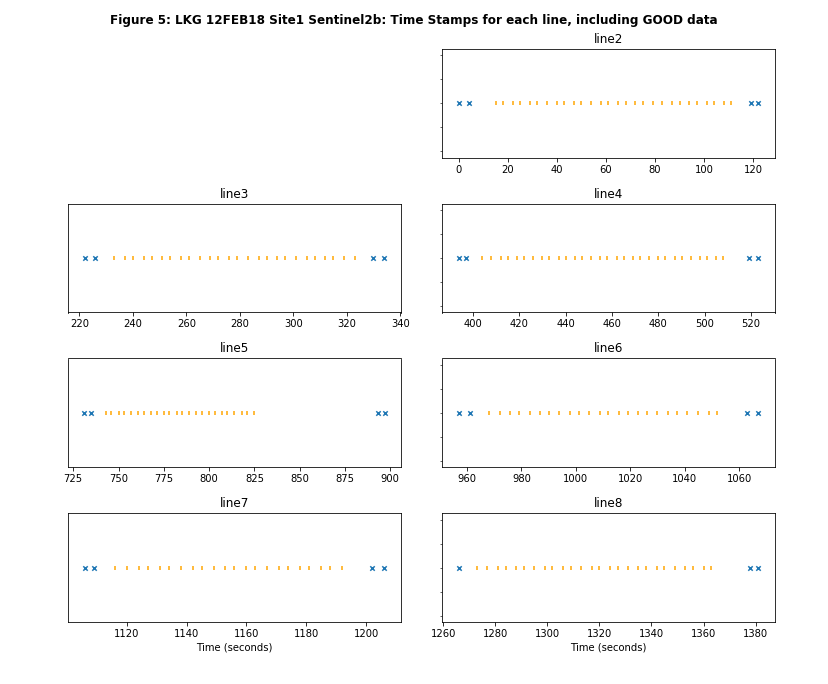 Figure 5: LKG 12FEB18 Site1 Sentinel2b: Time Stamps for each line, including GOOD data
line2
0 20 40 60 80 100 120
line3
220 240 260 280 300 320 340
line4
400 420 440 460 480 500 520
line5
725 750 775 800 825 850 875 900
line6
960 980 1000 1020 1040 1060
line7
1120 1140 1160 1180 1200
Time (seconds)
line8
1260 1280 1300 1320 1340 1360 1380
Time (seconds)